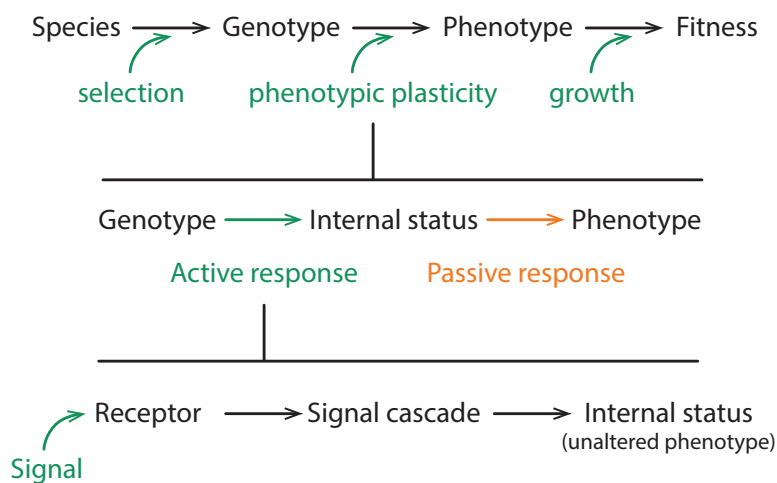 Species Genotype Phenotype Fitness
selection phenotypic plasticity growth
Genotype Internal status Phenotype
Active response Passive response
Receptor Signal cascade Internal status
(unaltered phenotype)
Signal